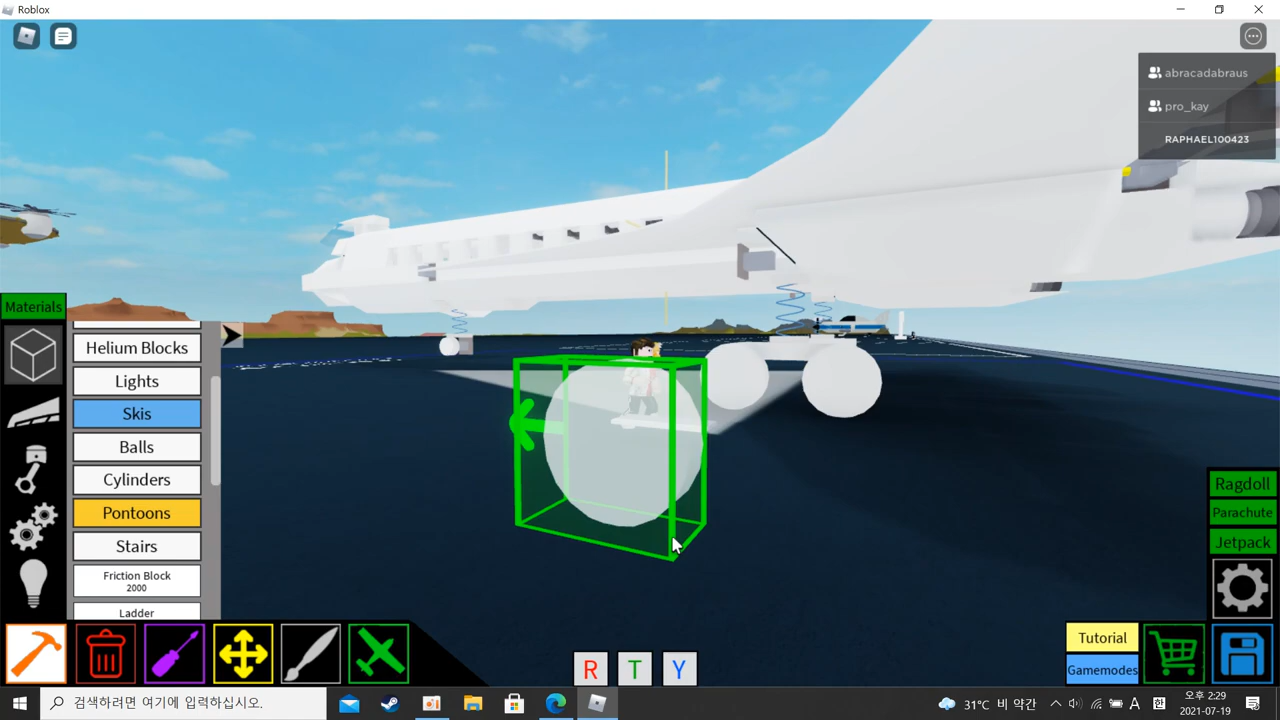 Roblox
abracadabraus
pro_kay
RAPHAEL100423
Materials
Helium Blocks
Lights
Skis
Balls
Cylinders
Pontoons
Stairs
Friction Block
2000
Ladder
Ragdoll
Parachute
Jetpack
Tutorial
Gamemodes
R T Y
검색하려면 여기에 입력하십시오.
31°C 비 약간
A
한
오후 2:29
2021-07-19